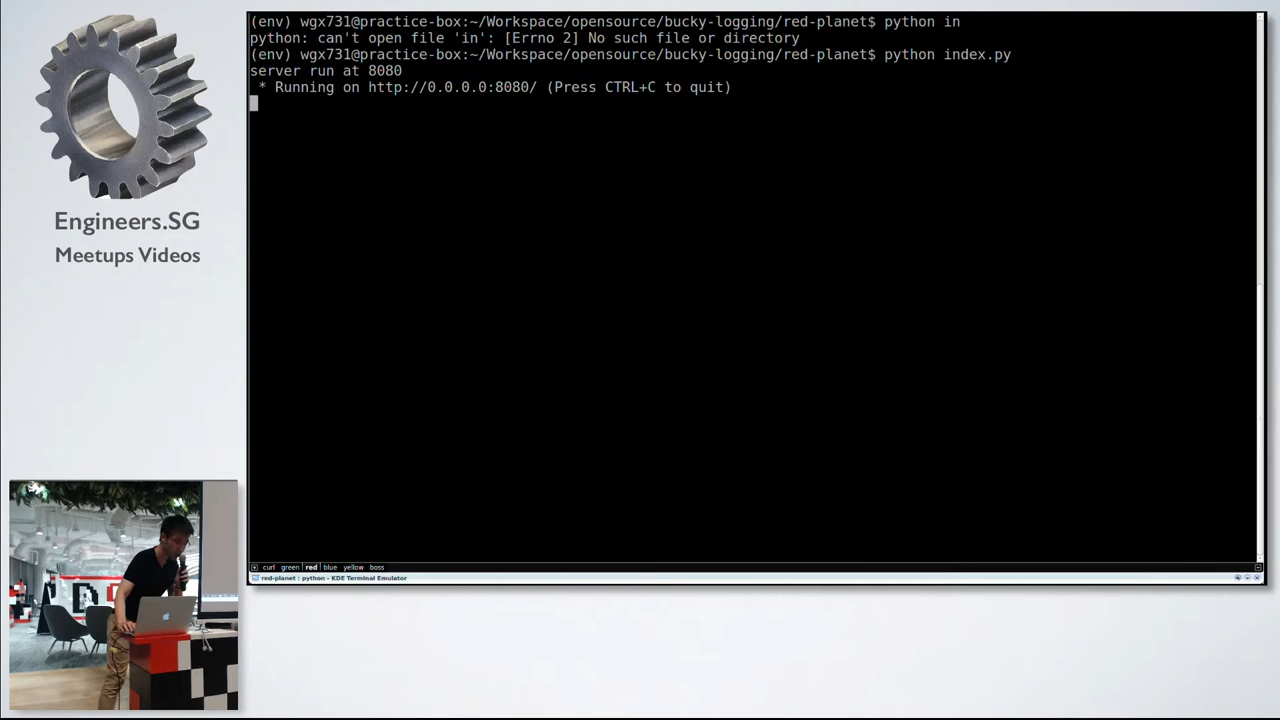 (env) wgx731@practice-box:~/Workspace/opensource/bucky-logging/red-planet$ python in
python: can't open file 'in': [Errno 2] No such file or directory
(env) wgx731@practice-box:~/Workspace/opensource/bucky-logging/red-planet$ python index.py
server run at 8080
 * Running on http://0.0.0.0:8080/ (Press CTRL+C to quit)
Engineers.SG
Meetups Videos
curl green red blue yellow boss
red-planet : python - KDE Terminal Emulator